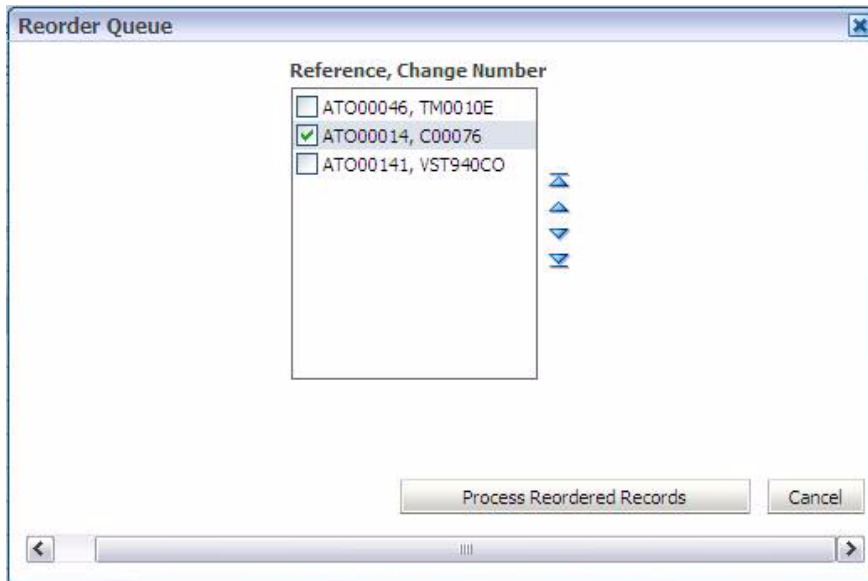 Reorder Queue
Reference, Change Number
ATO00046, TM0010E
ATO00014, C00076
ATO00141, VST940CO
Process Reordered Records
Cancel